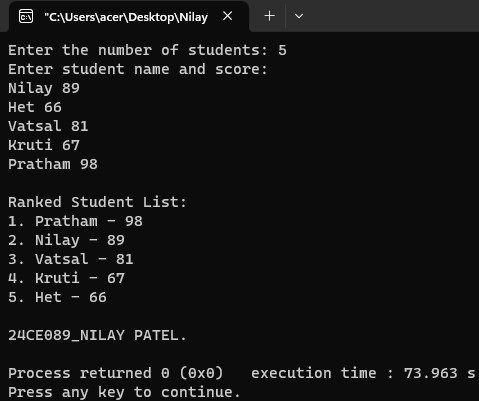 "C:\Users\acer\Desktop\Nilay
Enter the number of students: 5
Enter student name and score:
Nilay 89
Het 66
Vatsal 81
Kruti 67
Pratham 98
Ranked Student List:
1. Pratham - 98
2. Nilay - 89
3. Vatsal - 81
4. Kruti - 67
5. Het - 66
24CE089_NILAY PATEL.
Process returned 0 (0x0)   execution time : 73.963 s
Press any key to continue.